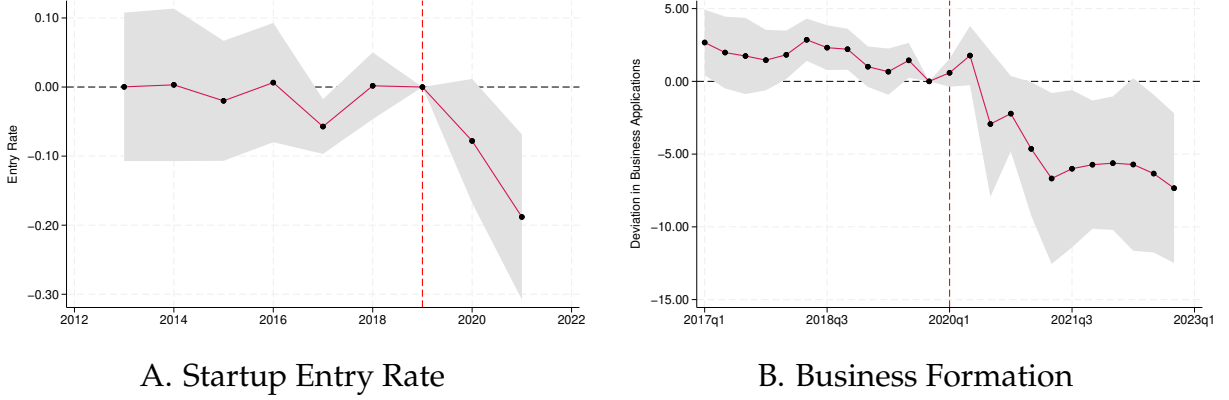 0.10
0.00
−0.10
−0.20
−0.30
Entry Rate
2012 2014 2016 2018 2020 2022
A. Startup Entry Rate
5.00
0.00
−5.00
−10.00
−15.00
Deviation in Business Applications
2017q1 2018q3 2020q1 2021q3 2023q1
B. Business Formation